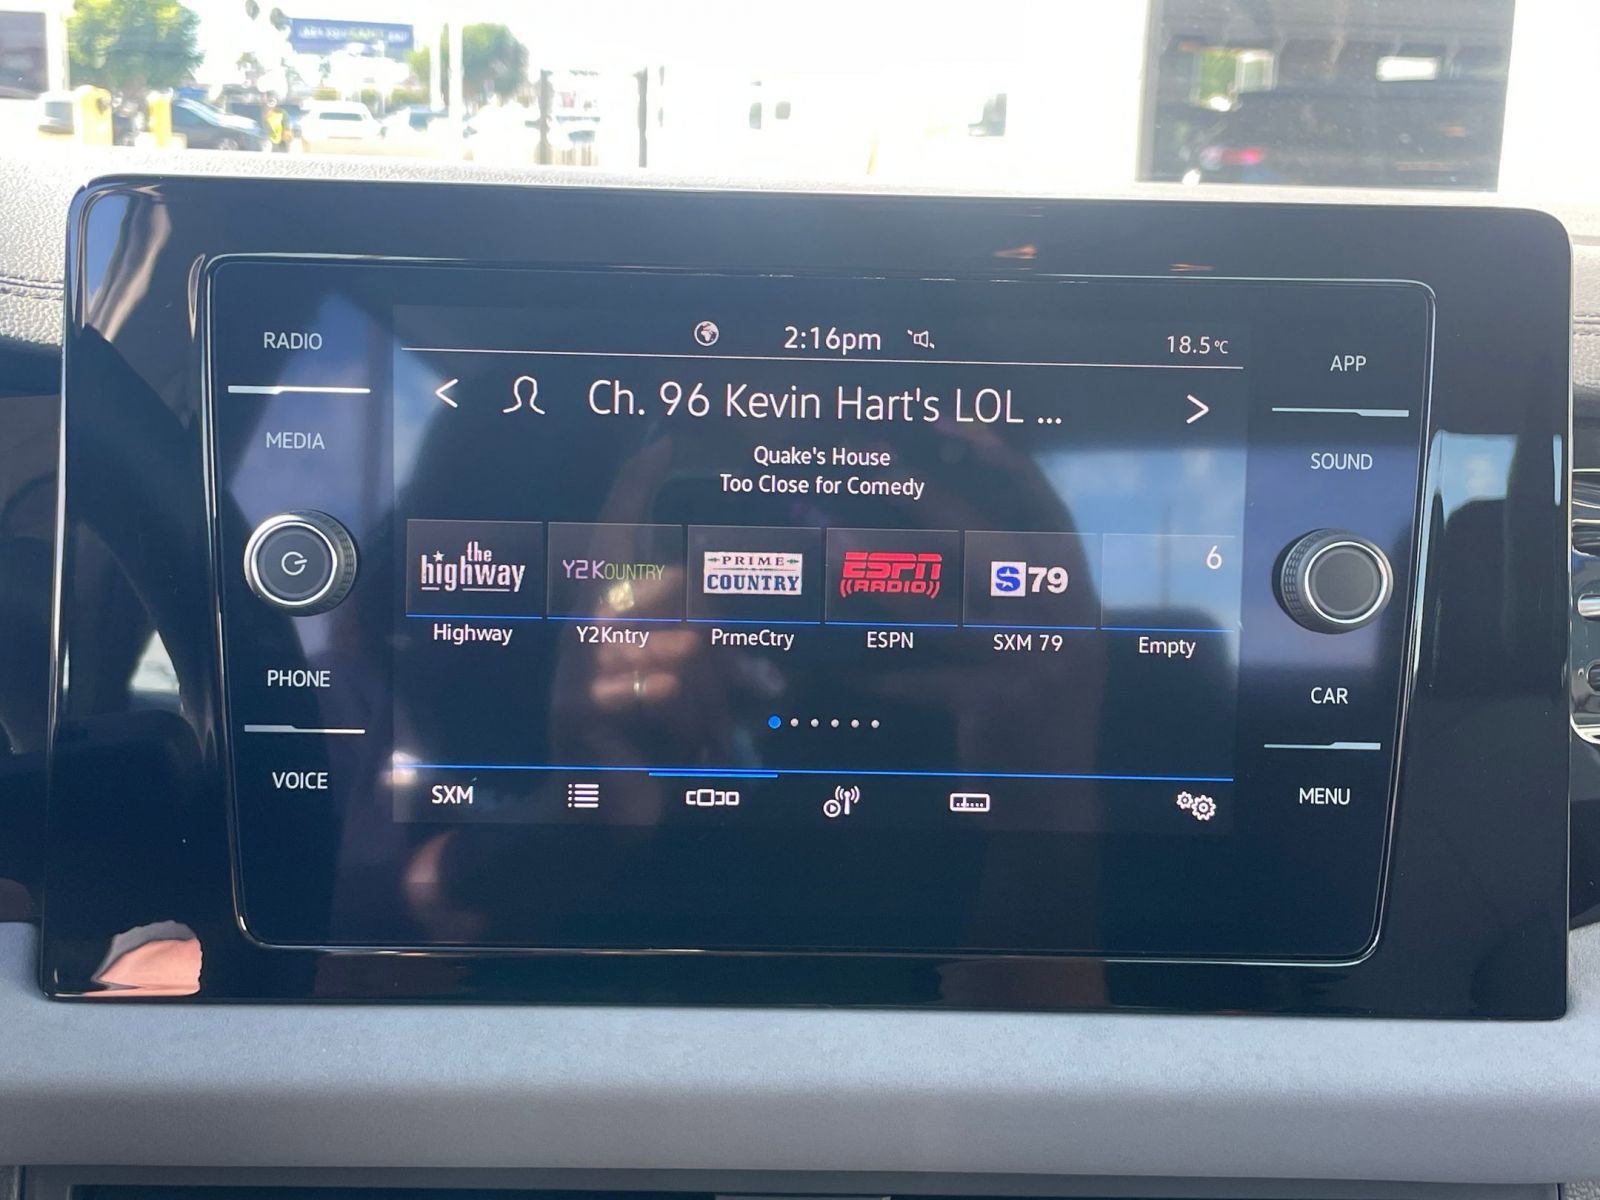 RADIO
MEDIA
PHONE
VOICE
2:16pm
18.5°C
< Ch. 96 Kevin Hart's LOL ... >
Quake's House
Too Close for Comedy
the highway
Y2KOUNTRY
PRIME COUNTRY
ESPN ((RADIO))
S 79
6
Highway
Y2Kntry
PrmeCtry
ESPN
SXM 79
Empty
SXM
APP
SOUND
CAR
MENU